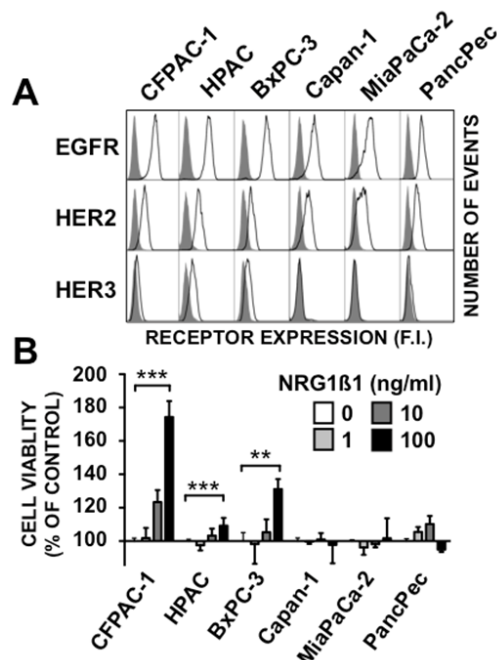 A
CFPAC-1
HPAC
BxPC-3
Capan-1
MiaPaCa-2
PancPec
EGFR
HER2
HER3
NUMBER OF EVENTS
RECEPTOR EXPRESSION (F.I.)
B
CELL VIABLITY
(% OF CONTROL)
200
180
160
140
120
100
***
***
**
NRG1ß1 (ng/ml)
0 10
1 100
CFPAC-1
HPAC
BxPC-3
Capan-1
MiaPaCa-2
PancPec